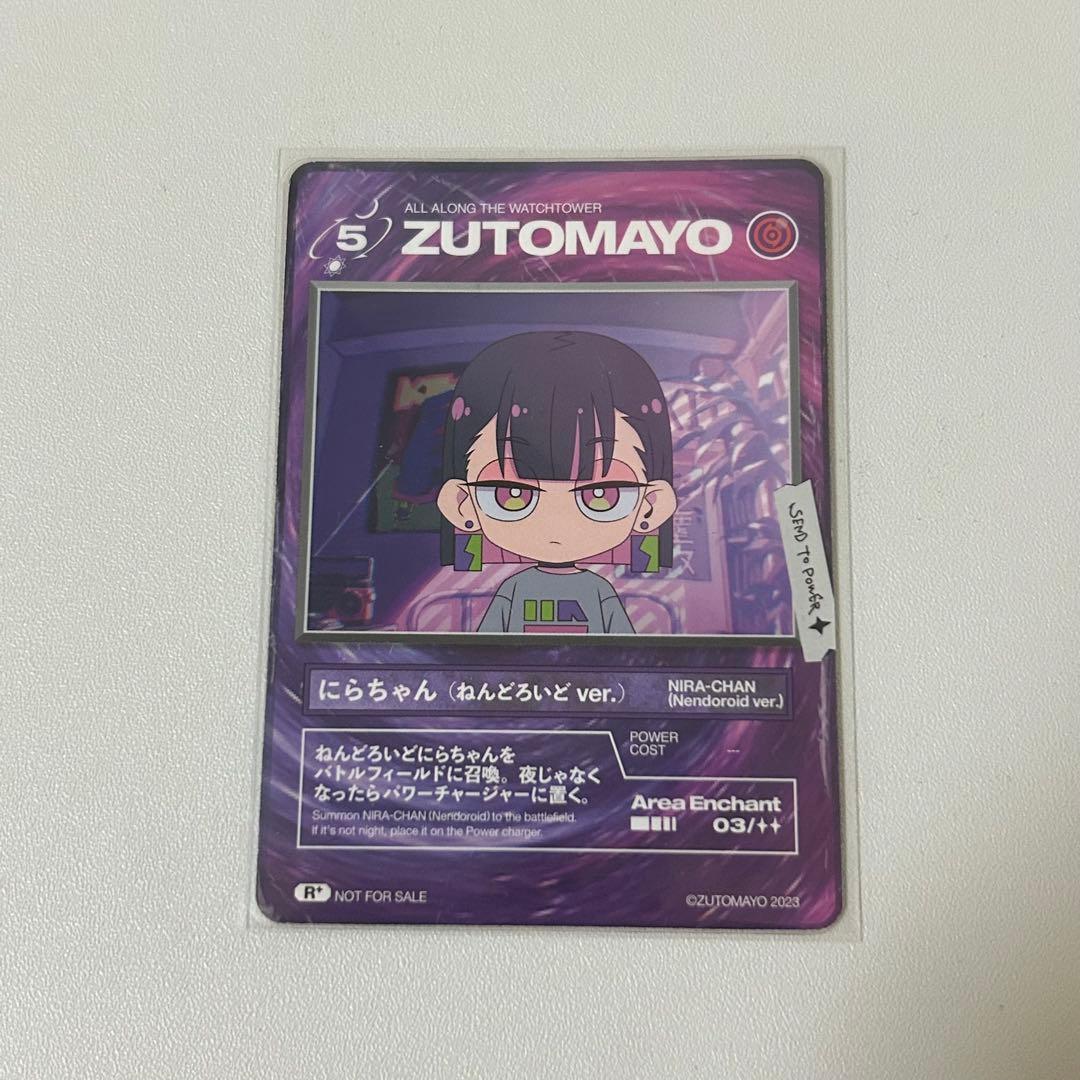 ALL ALONG THE WATCHTOWER
5
ZUTOMAYO
SEND TO POWER
にらちゃん（ねんどろいど ver.）
NIRA-CHAN
(Nendoroid ver.)
ねんどろいどにらちゃんを
バトルフィールドに召喚。夜じゃなく
なったらパワーチャージャーに置く。
Summon NIRA-CHAN (Nendoroid) to the battlefield.
If it's not night, place it on the Power charger.
POWER
COST
---
Area Enchant
03/✦✦
R+
NOT FOR SALE
©ZUTOMAYO 2023